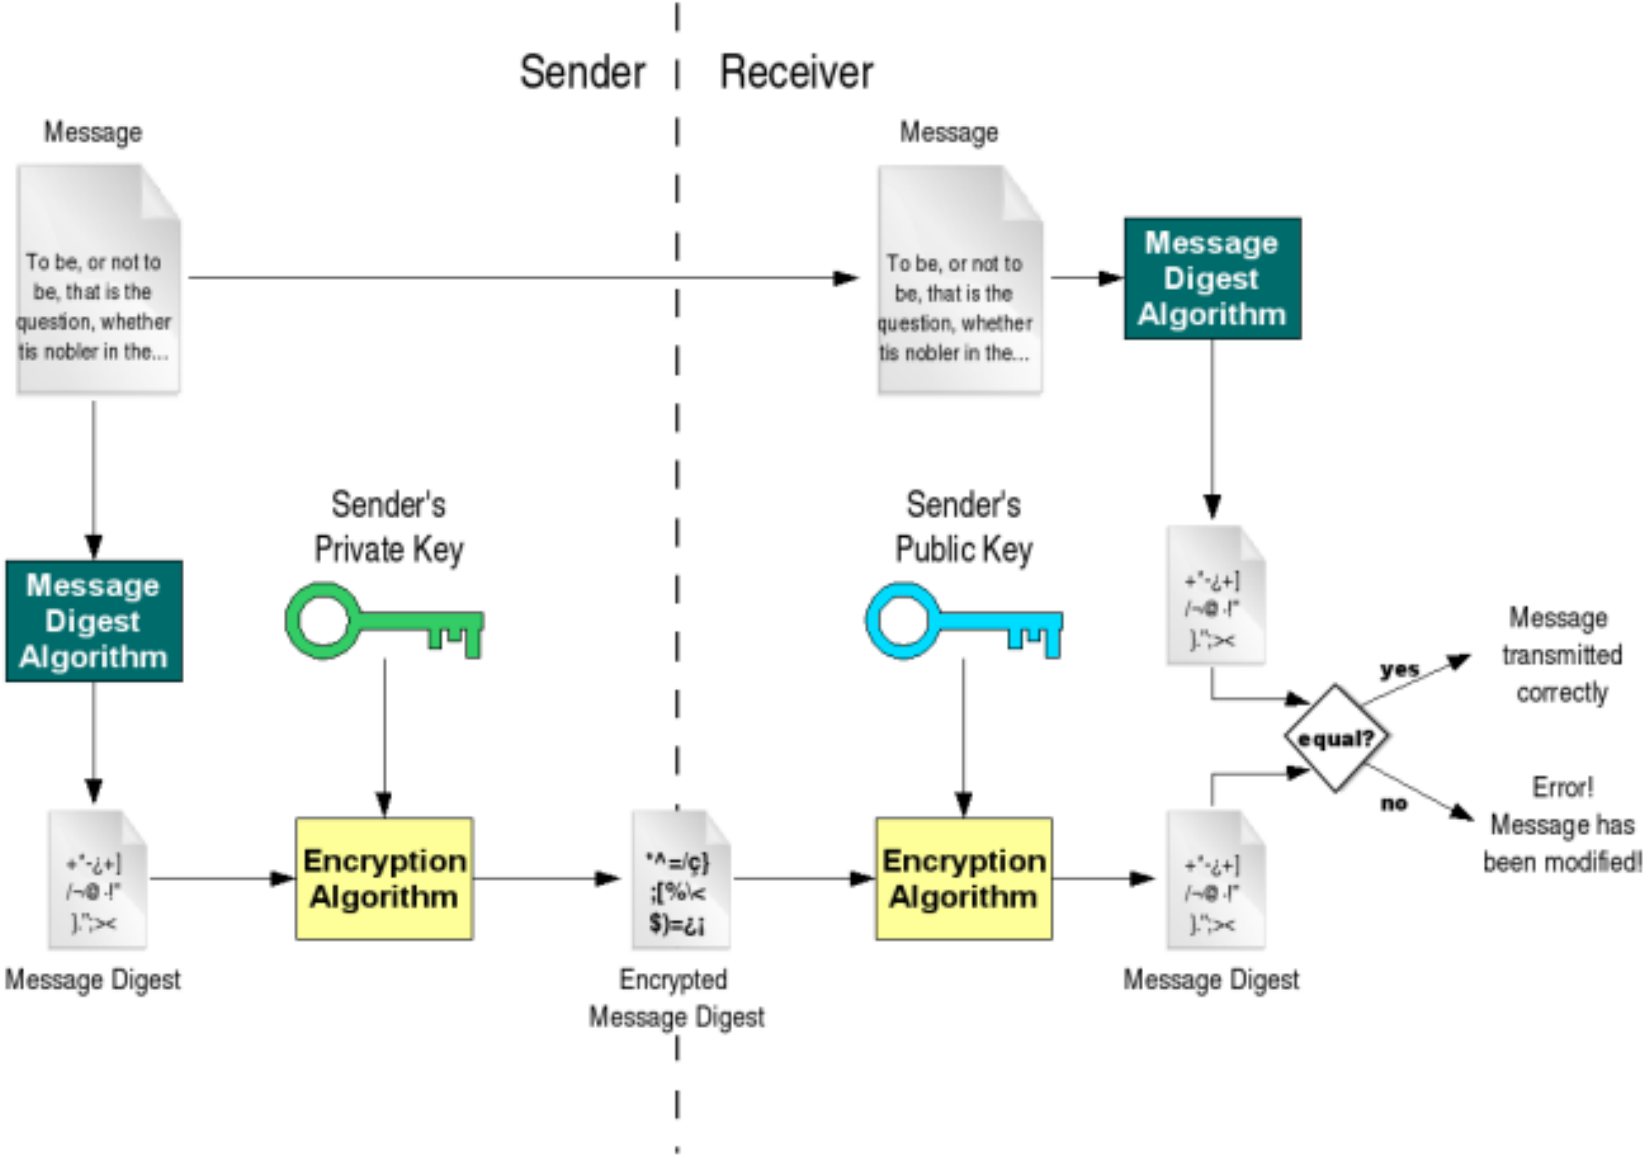 Sender
Receiver
Message
To be, or not to
be, that is the
question, whether
tis nobler in the...
Message
To be, or not to
be, that is the
question, whether
tis nobler in the...
Message
Digest
Algorithm
Sender's
Private Key
Sender's
Public Key
Message
Digest
Algorithm
+*-¿+]
/¬@·!"
}.";><
Message
transmitted
correctly
yes
equal?
no
Error!
Message has
been modified!
+*-¿+]
/¬@·!"
}.";><
Message Digest
Encryption
Algorithm
*^=/ç}
;[%\<
$)=¿¡
Encrypted
Message Digest
Encryption
Algorithm
+*-¿+]
/¬@·!"
}.";><
Message Digest